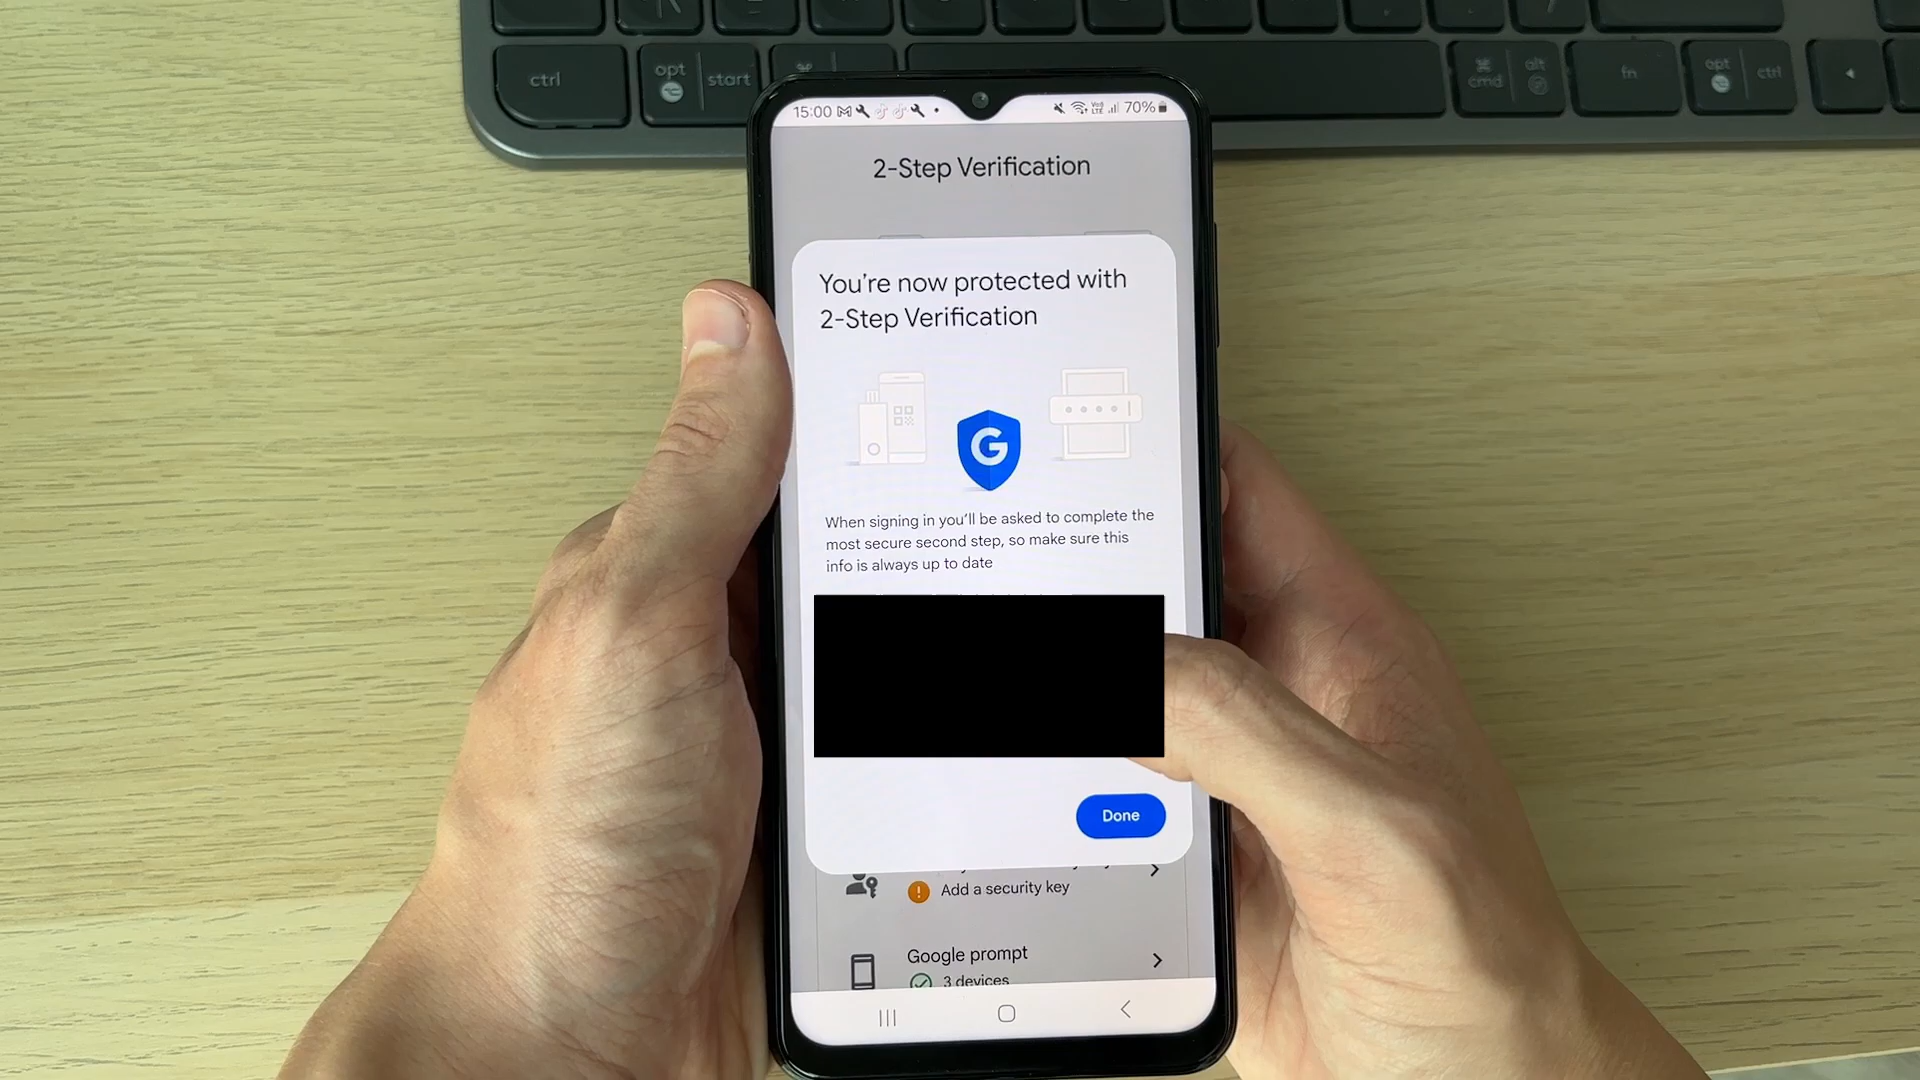 ctrl
opt
start
⌘
⌘
cmd
alt
fn
opt
ctrl
15:00
70%
2-Step Verification
You're now protected with
2-Step Verification
G
When signing in you'll be asked to complete the
most secure second step, so make sure this
info is always up to date
Done
Add a security key
Google prompt
3 devices